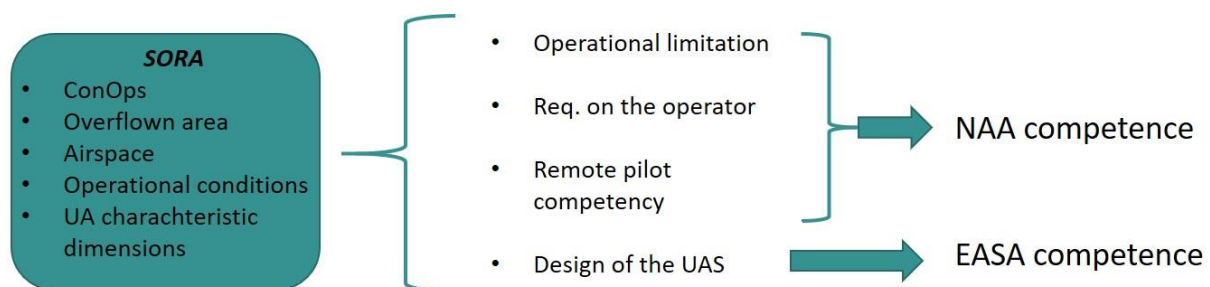 SORA
• ConOps
• Overflown area
• Airspace
• Operational conditions
• UA charachteristic
dimensions
• Operational limitation
• Req. on the operator
• Remote pilot
competency
• Design of the UAS
NAA competence
EASA competence